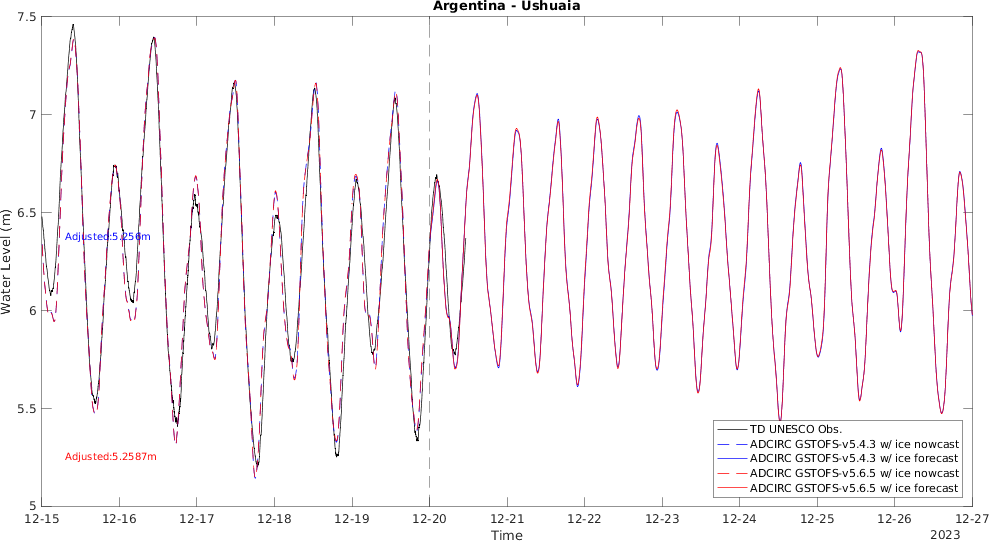 Argentina - Ushuaia
7.5
7
6.5
6
5.5
5
Water Level (m)
Adjusted:5.256m
Adjusted:5.2587m
TD UNESCO Obs.
ADCIRC GSTOFS-v5.4.3 w/ ice nowcast
ADCIRC GSTOFS-v5.4.3 w/ ice forecast
ADCIRC GSTOFS-v5.6.5 w/ ice nowcast
ADCIRC GSTOFS-v5.6.5 w/ ice forecast
12-15 12-16 12-17 12-18 12-19 12-20 12-21 12-22 12-23 12-24 12-25 12-26 12-27
Time
2023